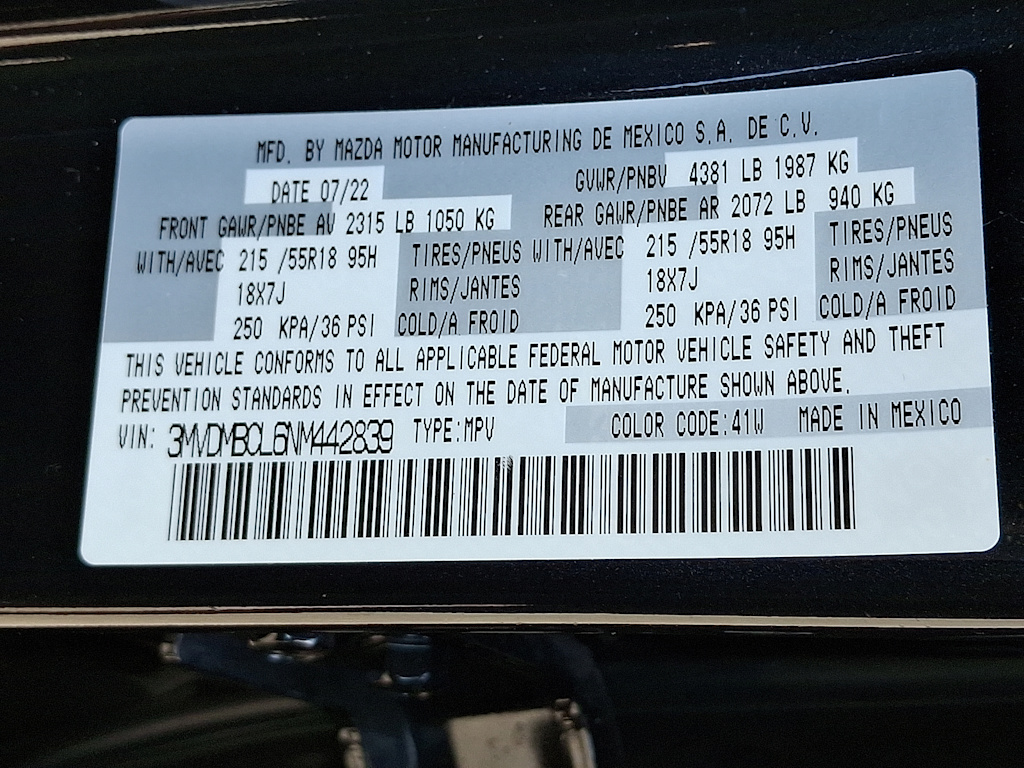 MFD. BY MAZDA MOTOR MANUFACTURING DE MEXICO S.A. DE C.V.
DATE 07/22 GVWR/PNBV 4381 LB 1987 KG
FRONT GAWR/PNBE AV 2315 LB 1050 KG REAR GAWR/PNBE AR 2072 LB 940 KG
WITH/AVEC 215 /55R18 95H TIRES/PNEUS WITH/AVEC 215 /55R18 95H TIRES/PNEUS
18X7J RIMS/JANTES 18X7J RIMS/JANTES
250 KPA/36 PSI COLD/A FROID 250 KPA/36 PSI COLD/A FROID
THIS VEHICLE CONFORMS TO ALL APPLICABLE FEDERAL MOTOR VEHICLE SAFETY AND THEFT
PREVENTION STANDARDS IN EFFECT ON THE DATE OF MANUFACTURE SHOWN ABOVE.
VIN: 3MVDMBCL6NM442839 TYPE:MPV COLOR CODE:41W MADE IN MEXICO